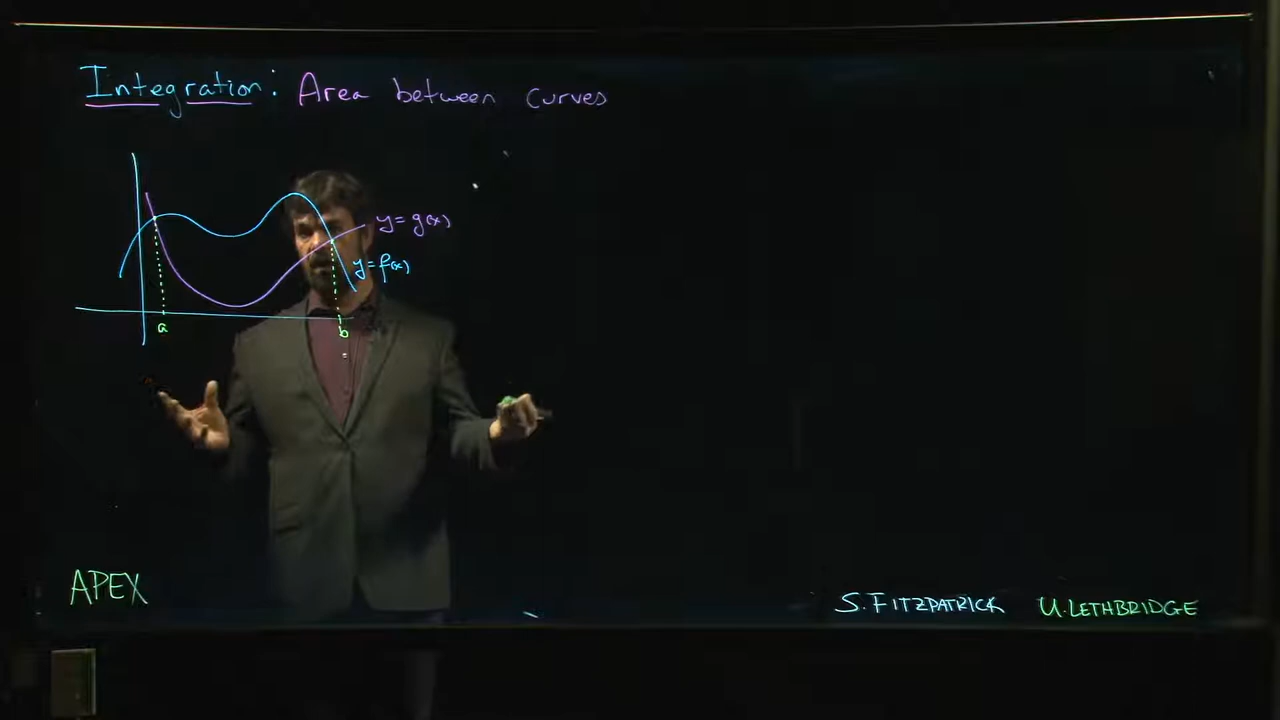 Integration: Area between curves
y=g(x)
y=f(x)
a
b
APEX
S. FITZPATRICK U. LETHBRIDGE